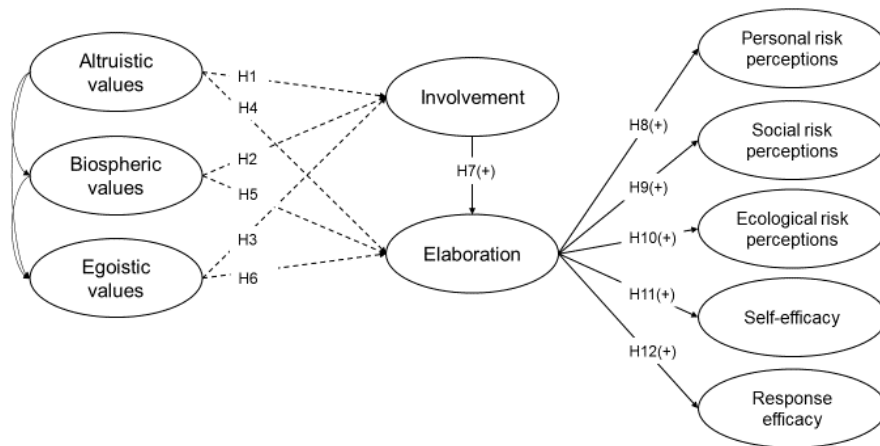 Altruistic
values
Biospheric
values
Egoistic
values
H1
H4
H2
H5
H3
H6
Involvement
H7(+)
Elaboration
H8(+)
H9(+)
H10(+)
H11(+)
H12(+)
Personal risk
perceptions
Social risk
perceptions
Ecological risk
perceptions
Self-efficacy
Response
efficacy